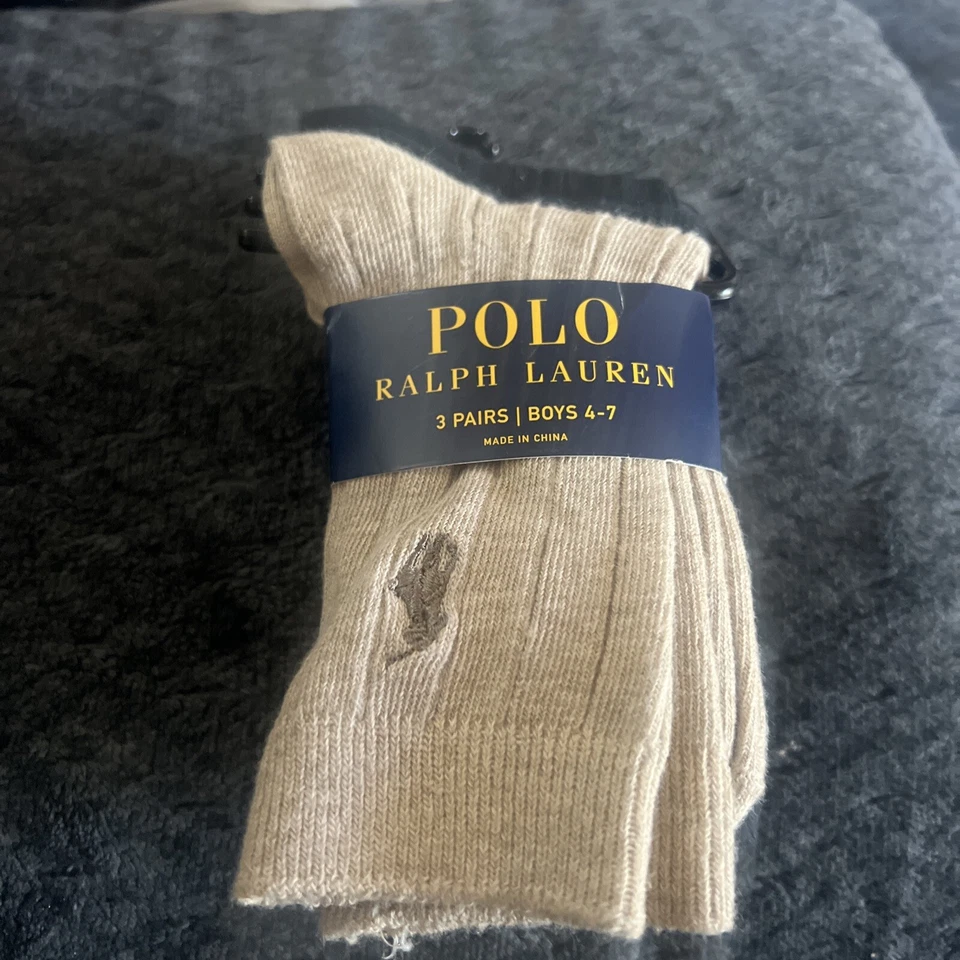 POLO
RALPH LAUREN
3 PAIRS | BOYS 4-7
MADE IN CHINA